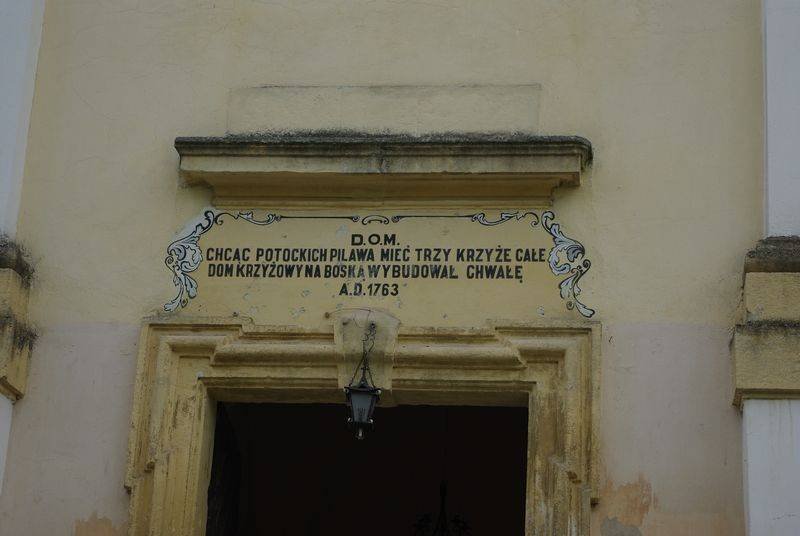 D.O.M.
CHCĄC POTOCKICH PILAWA MIEĆ TRZY KRZYŻE CAŁE
DOM KRZYŻOWY NA BOSKĄ WYBUDOWAŁ CHWAŁĘ
A.D. 1763